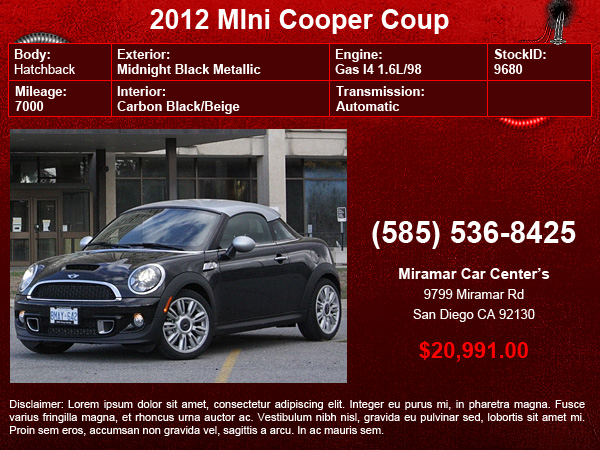 2012 MIni Cooper Coup
Body:
Hatchback
Exterior:
Midnight Black Metallic
Engine:
Gas I4 1.6L/98
StockID:
9680
Mileage:
7000
Interior:
Carbon Black/Beige
Transmission:
Automatic
(585) 536-8425
Miramar Car Center's
9799 Miramar Rd
San Diego CA 92130
$20,991.00
Disclaimer: Lorem ipsum dolor sit amet, consectetur adipiscing elit. Integer eu purus mi, in pharetra magna. Fusce
varius fringilla magna, et rhoncus urna auctor ac. Vestibulum nibh nisl, gravida eu pulvinar sed, lobortis sit amet mi.
Proin sem eros, accumsan non gravida vel, sagittis a arcu. In ac mauris sem.